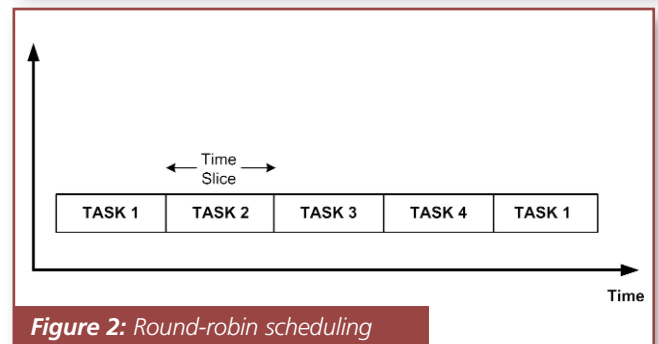 Time
Slice
TASK 1 TASK 2 TASK 3 TASK 4 TASK 1
Time
Figure 2: Round-robin scheduling